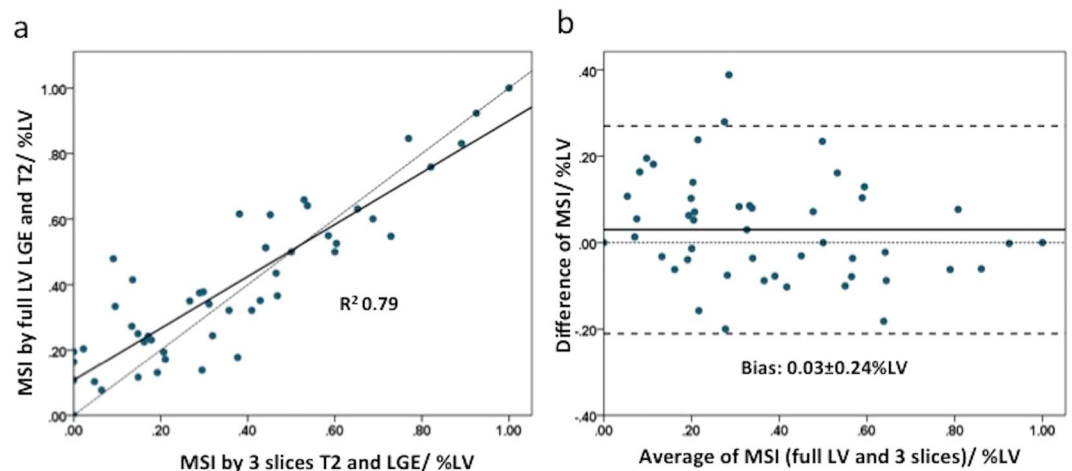 a
MSI by full LV LGE and T2/ %LV
1.00
.80
.60
.40
.20
.00
R² 0.79
.00 .20 .40 .60 .80 1.00
MSI by 3 slices T2 and LGE/ %LV
b
Difference of MSI/ %LV
.40
.20
.00
-.20
-.40
Bias: 0.03±0.24%LV
.00 .20 .40 .60 .80 1.00
Average of MSI (full LV and 3 slices)/ %LV